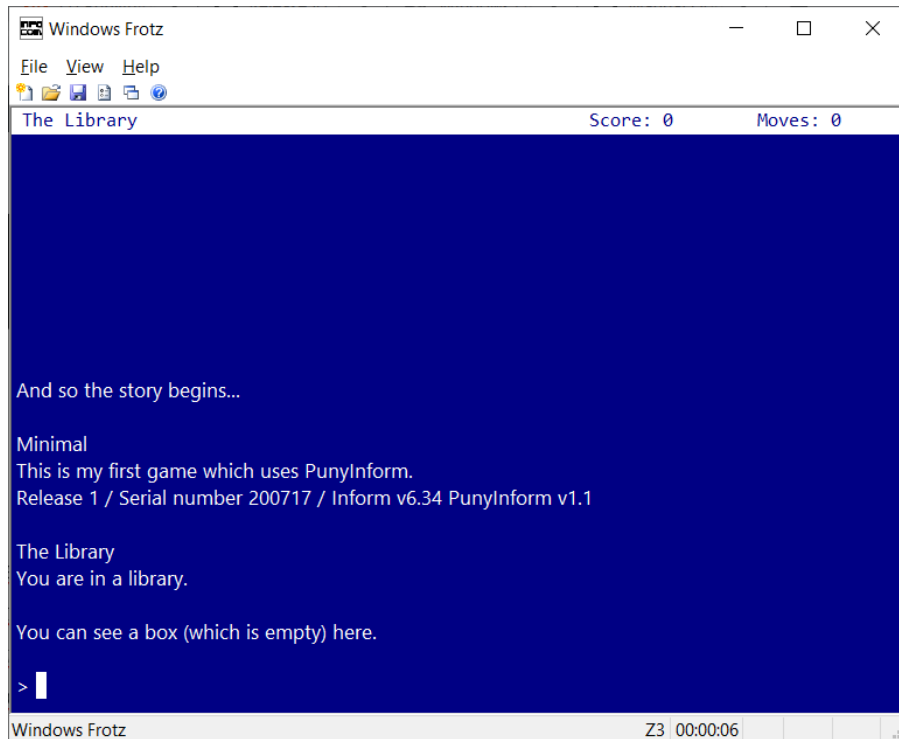 Windows Frotz
File View Help
The Library Score: 0 Moves: 0
And so the story begins...
Minimal
This is my first game which uses PunyInform.
Release 1 / Serial number 200717 / Inform v6.34 PunyInform v1.1
The Library
You are in a library.
You can see a box (which is empty) here.
>
Windows Frotz Z3 00:00:06